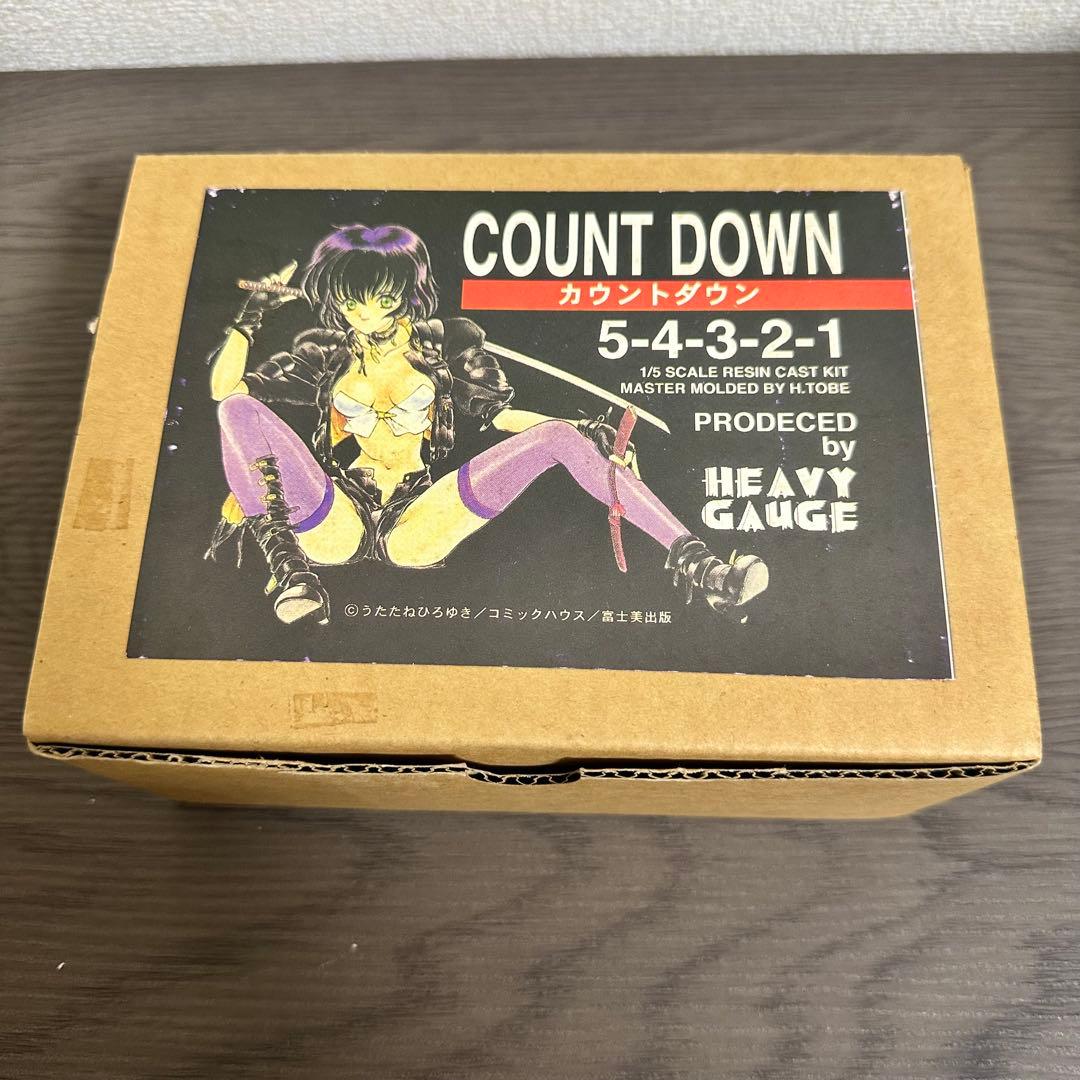 COUNT DOWN
カウントダウン
5-4-3-2-1
1/5 SCALE RESIN CAST KIT
MASTER MOLDED BY H.TOBE
PRODECED
by
HEAVY
GAUGE
©うたたねひろゆき／コミックハウス／富士美出版